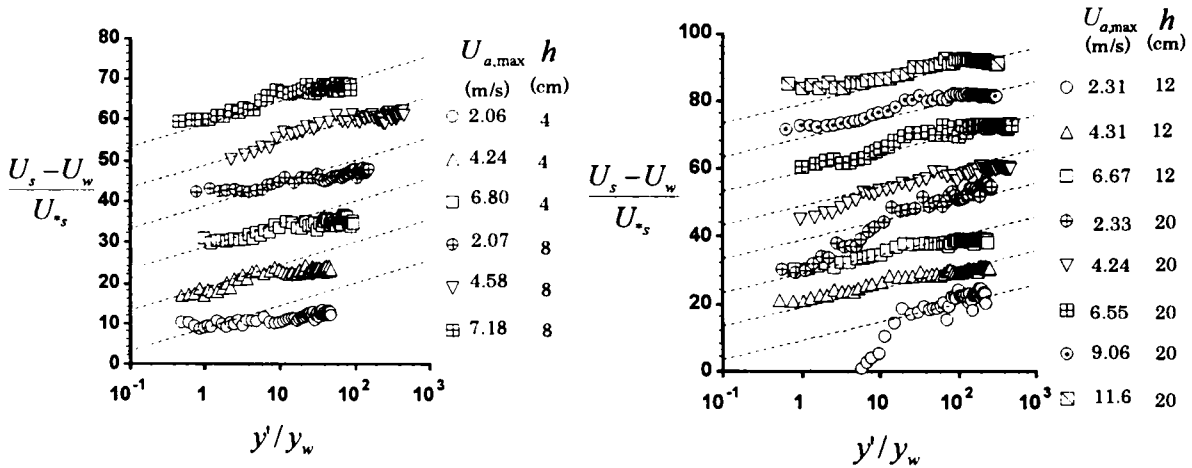 80
70
60
50
40
30
20
10
0
10^-1
1
10
10^2
10^3
U_s − U_w
U_*s
y'/y_w
U_a,max h
(m/s) (cm)
○ 2.06 4
△ 4.24 4
□ 6.80 4
⊕ 2.07 8
▽ 4.58 8
⊞ 7.18 8
100
80
60
40
20
0
10^-1
1
10
10^2
10^3
U_s − U_w
U_*s
y'/y_w
U_a,max h
(m/s) (cm)
○ 2.31 12
△ 4.31 12
□ 6.67 12
⊕ 2.33 20
▽ 4.24 20
⊞ 6.55 20
⊙ 9.06 20
⧅ 11.6 20